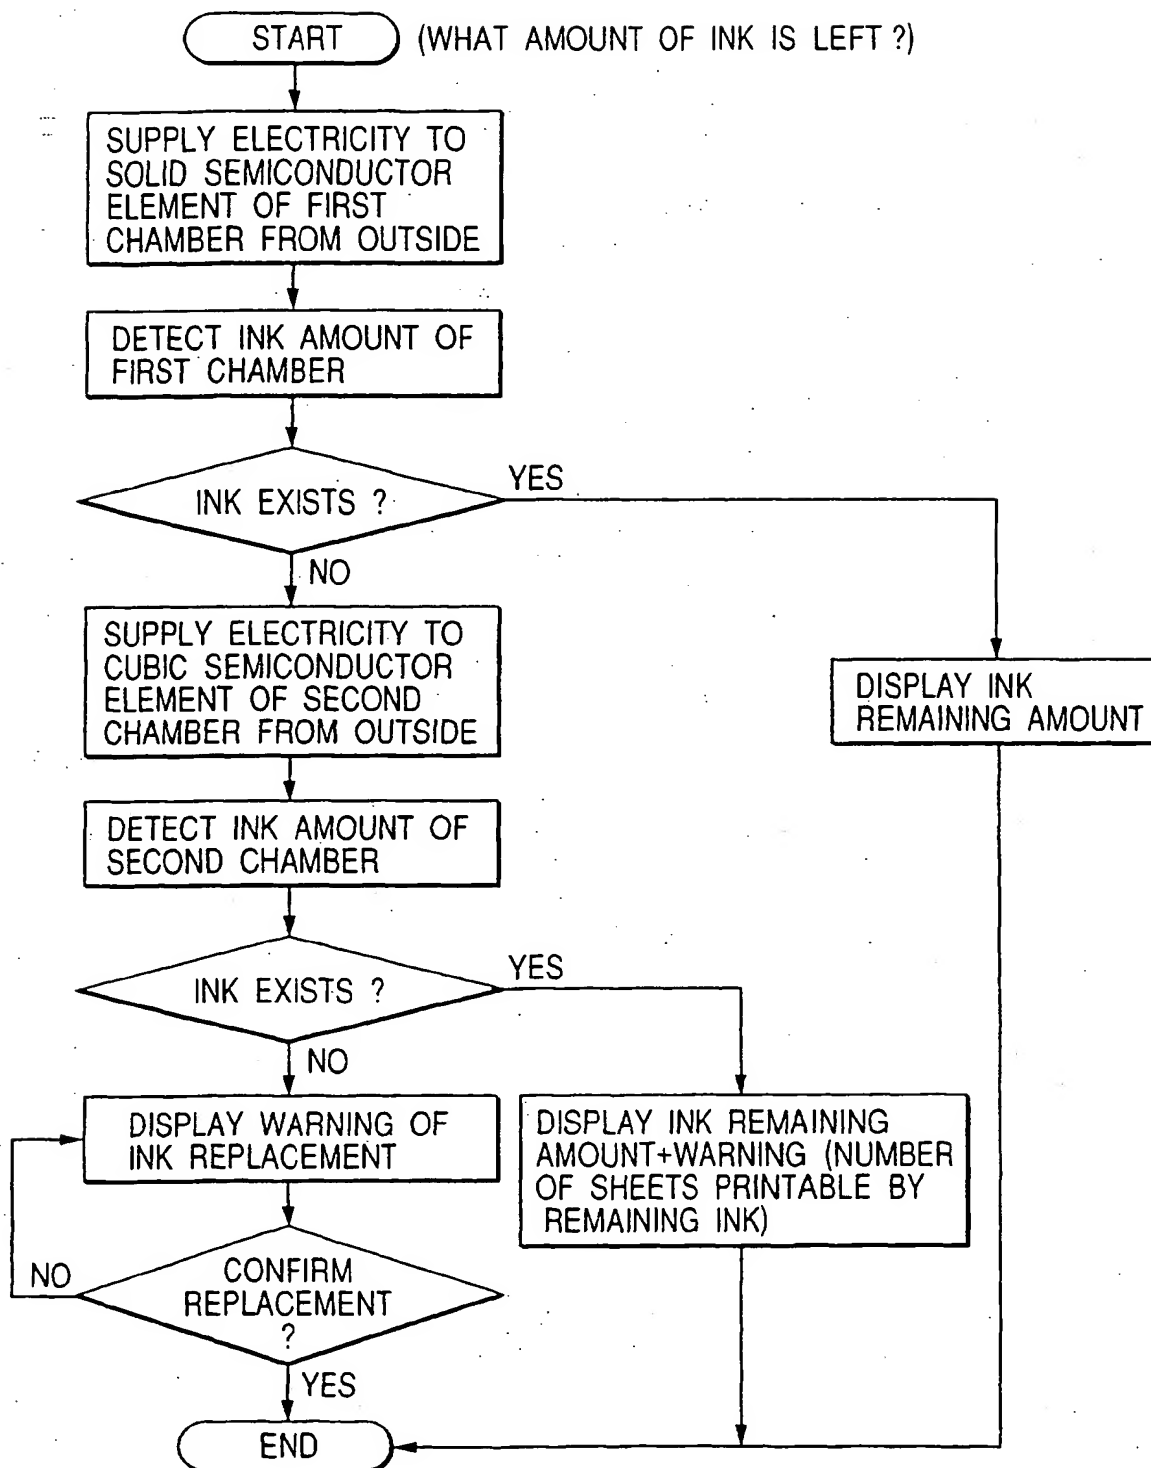 START (WHAT AMOUNT OF INK IS LEFT ?)
SUPPLY ELECTRICITY TO
SOLID SEMICONDUCTOR
ELEMENT OF FIRST
CHAMBER FROM OUTSIDE
DETECT INK AMOUNT OF
FIRST CHAMBER
INK EXISTS ?
YES
NO
SUPPLY ELECTRICITY TO
CUBIC SEMICONDUCTOR
ELEMENT OF SECOND
CHAMBER FROM OUTSIDE
DISPLAY INK
REMAINING AMOUNT
DETECT INK AMOUNT OF
SECOND CHAMBER
INK EXISTS ?
YES
NO
DISPLAY WARNING OF
INK REPLACEMENT
DISPLAY INK REMAINING
AMOUNT+WARNING (NUMBER
OF SHEETS PRINTABLE BY
REMAINING INK)
CONFIRM
REPLACEMENT
?
NO
YES
END